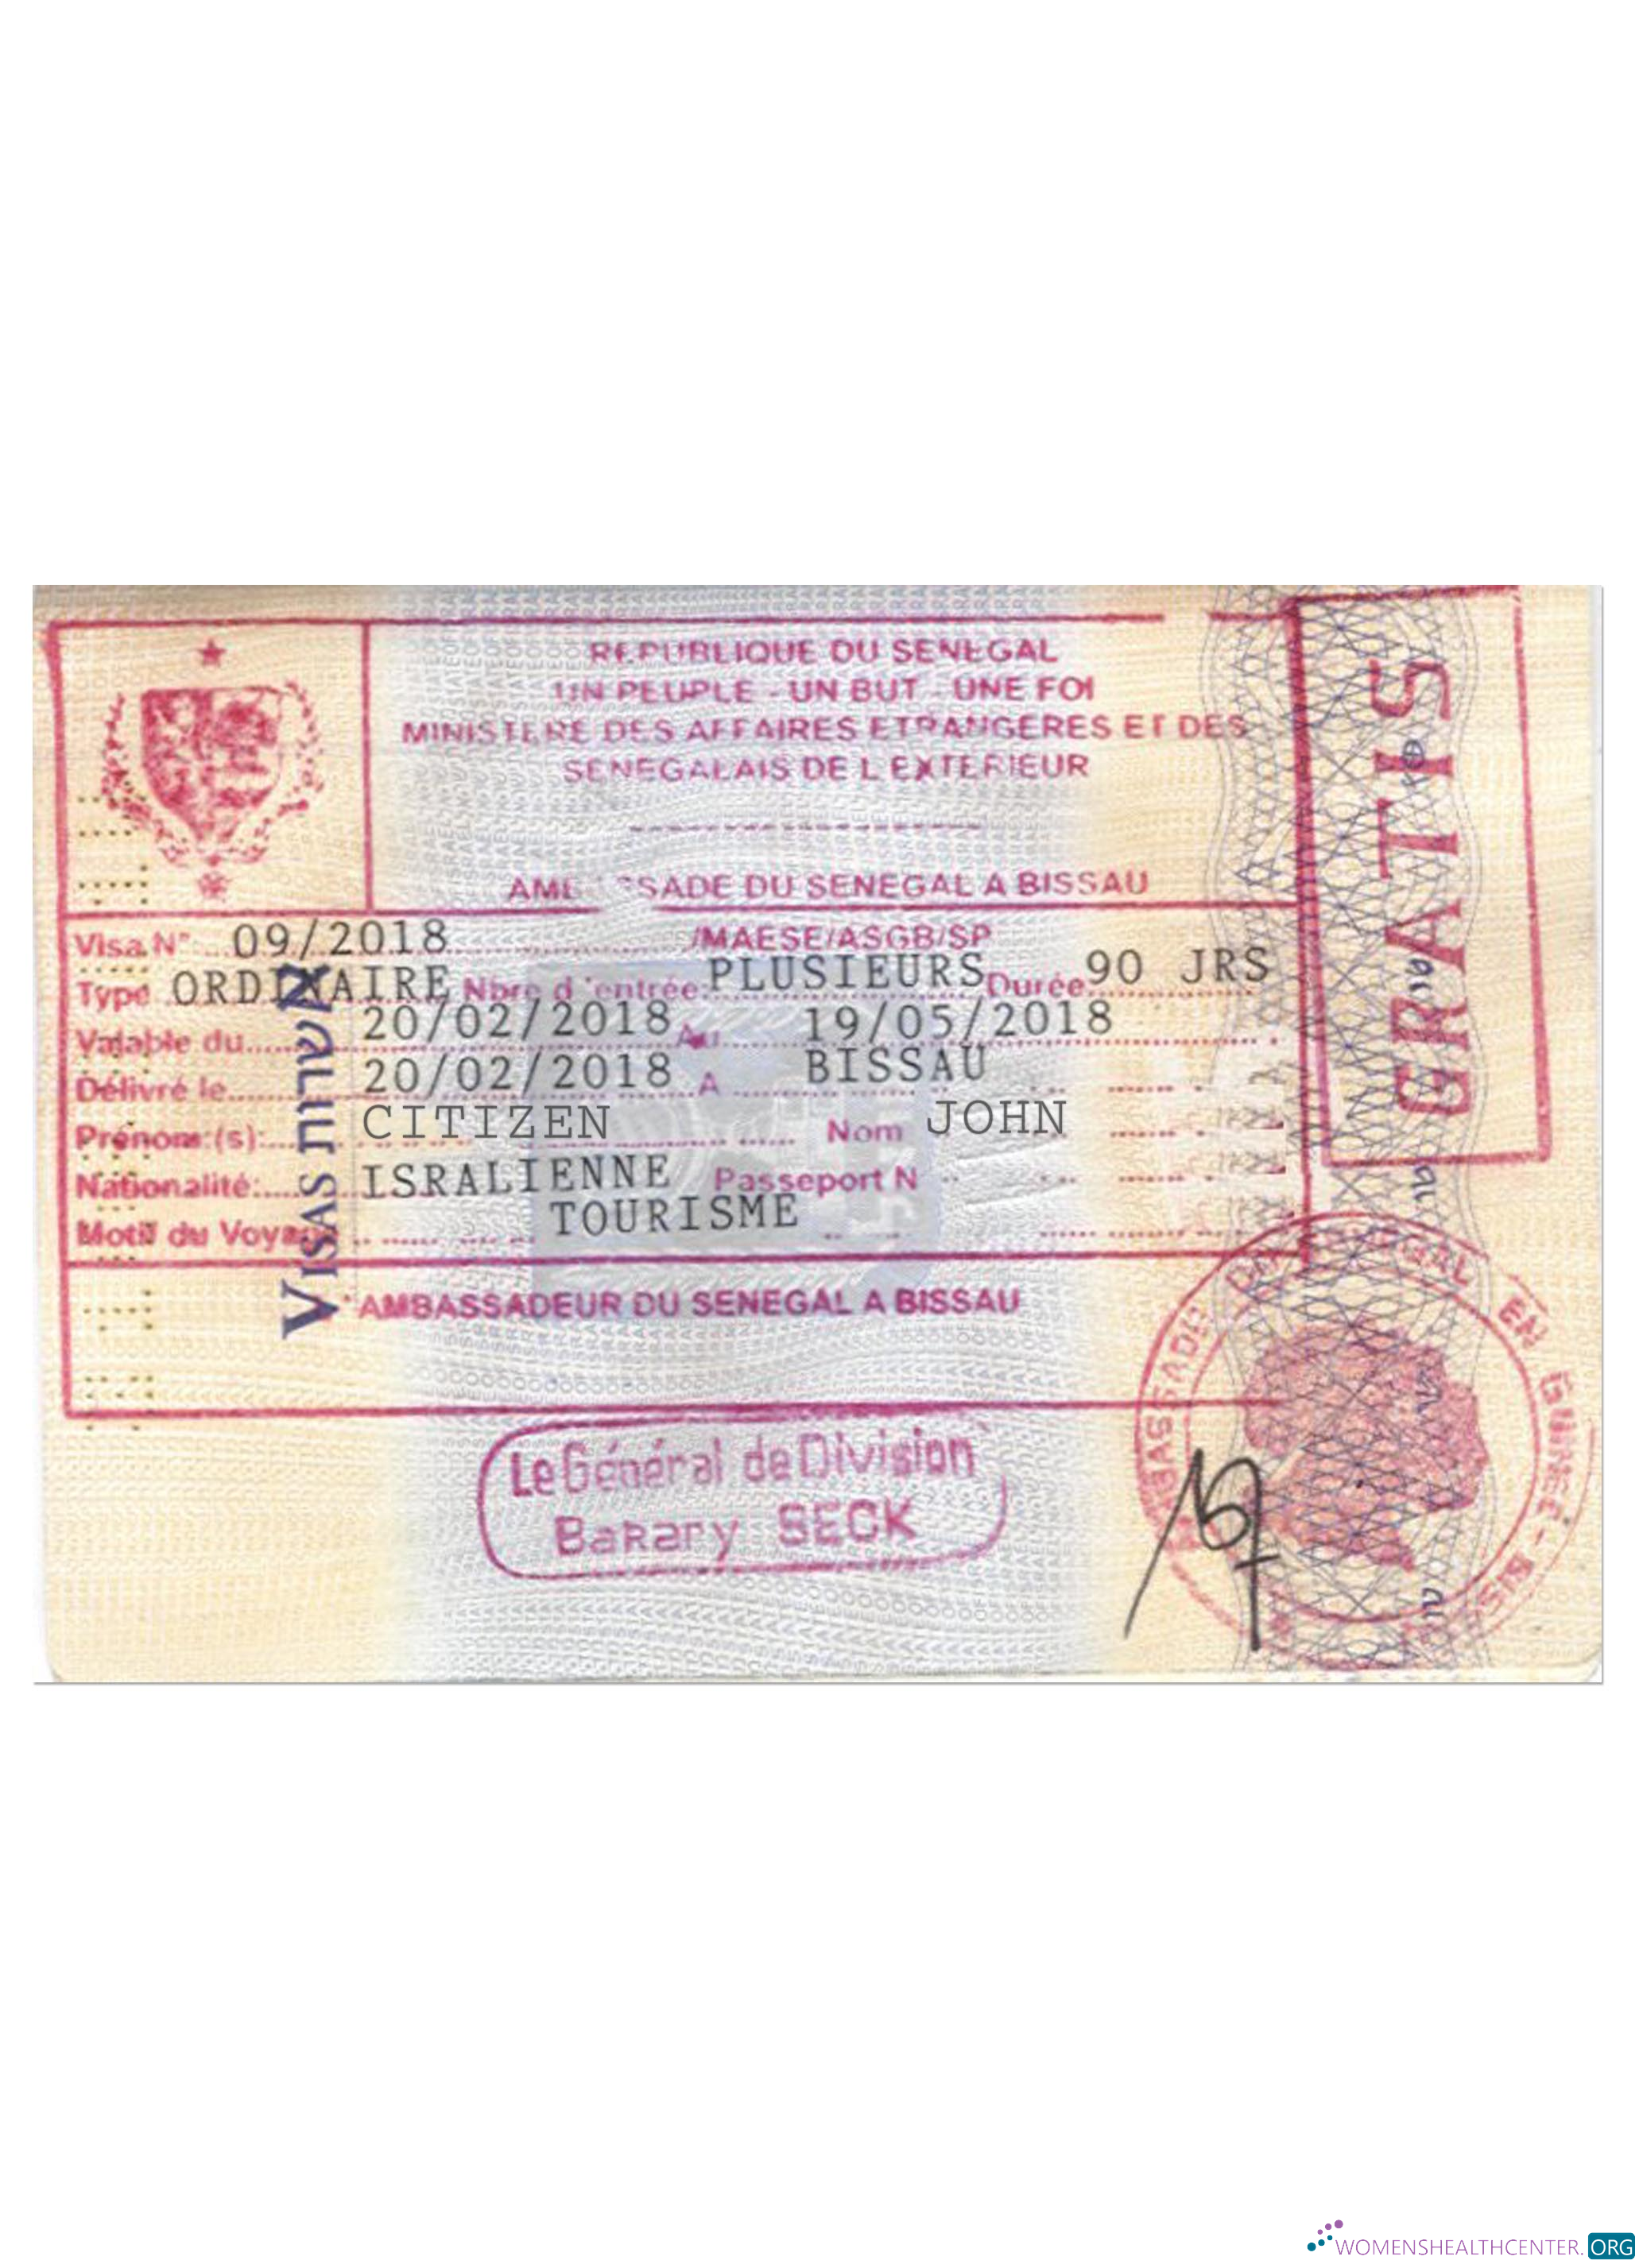 REPUBLIQUE DU SENEGAL
UN PEUPLE - UN BUT - UNE FOI
MINISTERE DES AFFAIRES ETRANGERES ET DES
SENEGALAIS DE L EXTERIEUR
AMBASSADE DU SENEGAL A BISSAU
Visa N° 09/2018 /MAESE/ASGB/SP
Type ORDINAIRE Nbre d'entrée: PLUSIEURS Durée 90 JRS
Valable du 20/02/2018 Au 19/05/2018
Délivré le 20/02/2018 A BISSAU
Prénom:(s): CITIZEN Nom JOHN
Nationalité: ISRALIENNE Passeport N
Motif du Voyage TOURISME
AMBASSADEUR DU SENEGAL A BISSAU
Le Général de Division
Bakary SECK
GRATIS
VISAS אשרות
AMBASSADE DU SENEGAL EN GUINEE - BIS
WOMENSHEALTHCENTER.ORG